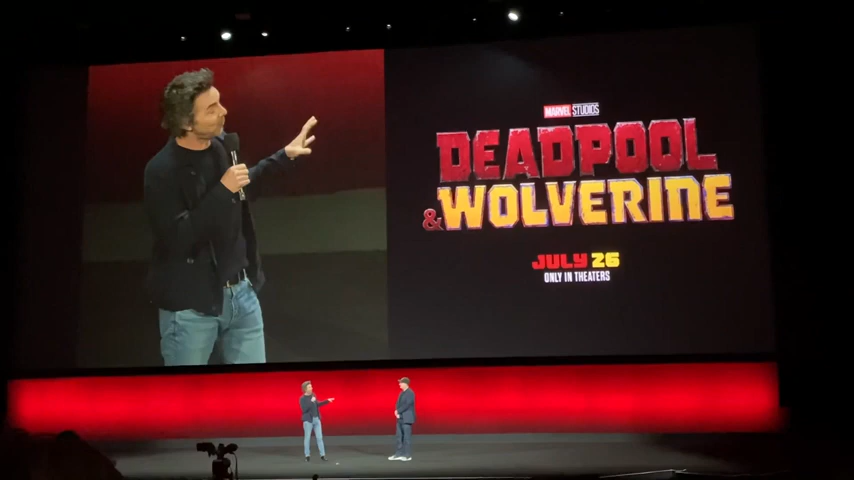 MARVEL STUDIOS
DEADPOOL
& WOLVERINE
JULY 26
ONLY IN THEATERS